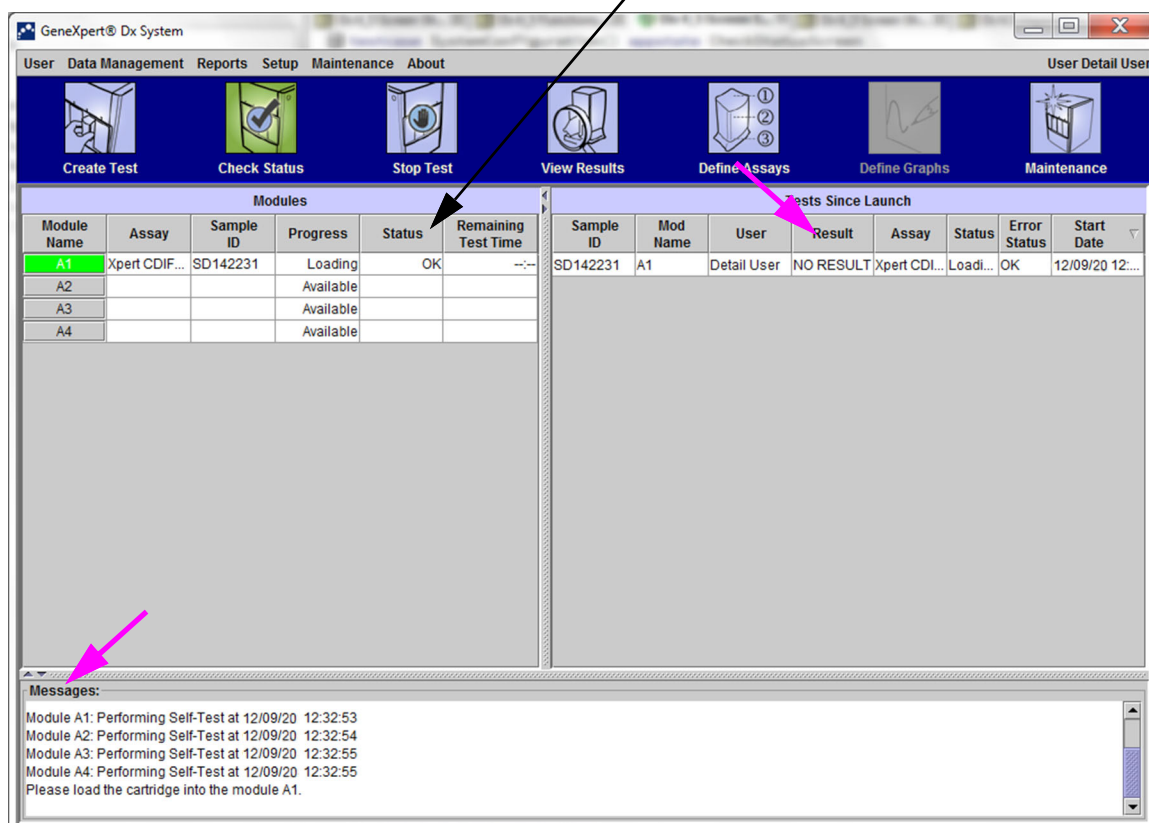 GeneXpert® Dx System
User Data Management Reports Setup Maintenance About User Detail User
Create Test Check Status Stop Test View Results Define Assays Define Graphs Maintenance
Modules
Module Name Assay Sample ID Progress Status Remaining Test Time
A1 Xpert CDIF... SD142231 Loading OK --:--
A2 Available
A3 Available
A4 Available
Tests Since Launch
Sample ID Mod Name User Result Assay Status Error Status Start Date
SD142231 A1 Detail User NO RESULT Xpert CDI... Loadi... OK 12/09/20 12:...
Messages:
Module A1: Performing Self-Test at 12/09/20 12:32:53
Module A2: Performing Self-Test at 12/09/20 12:32:54
Module A3: Performing Self-Test at 12/09/20 12:32:55
Module A4: Performing Self-Test at 12/09/20 12:32:55
Please load the cartridge into the module A1.